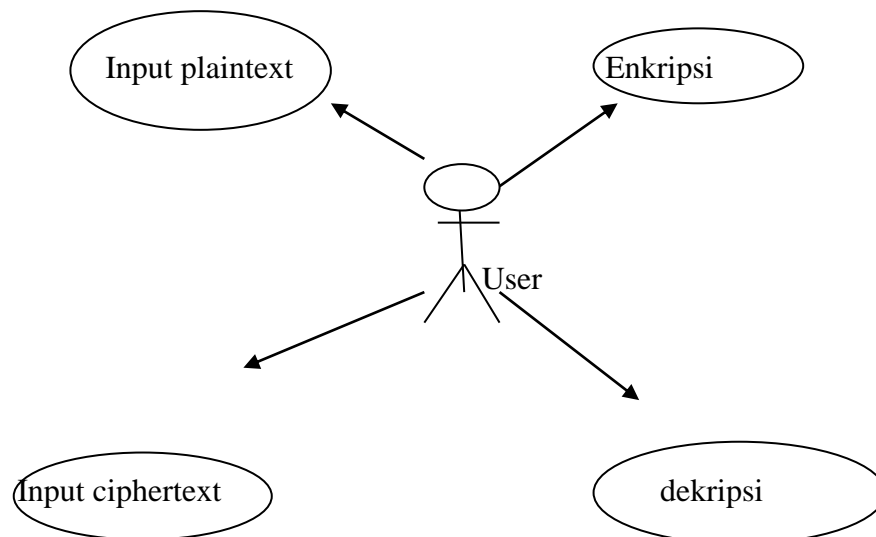 Input plaintext
Enkripsi
User
Input ciphertext
dekripsi